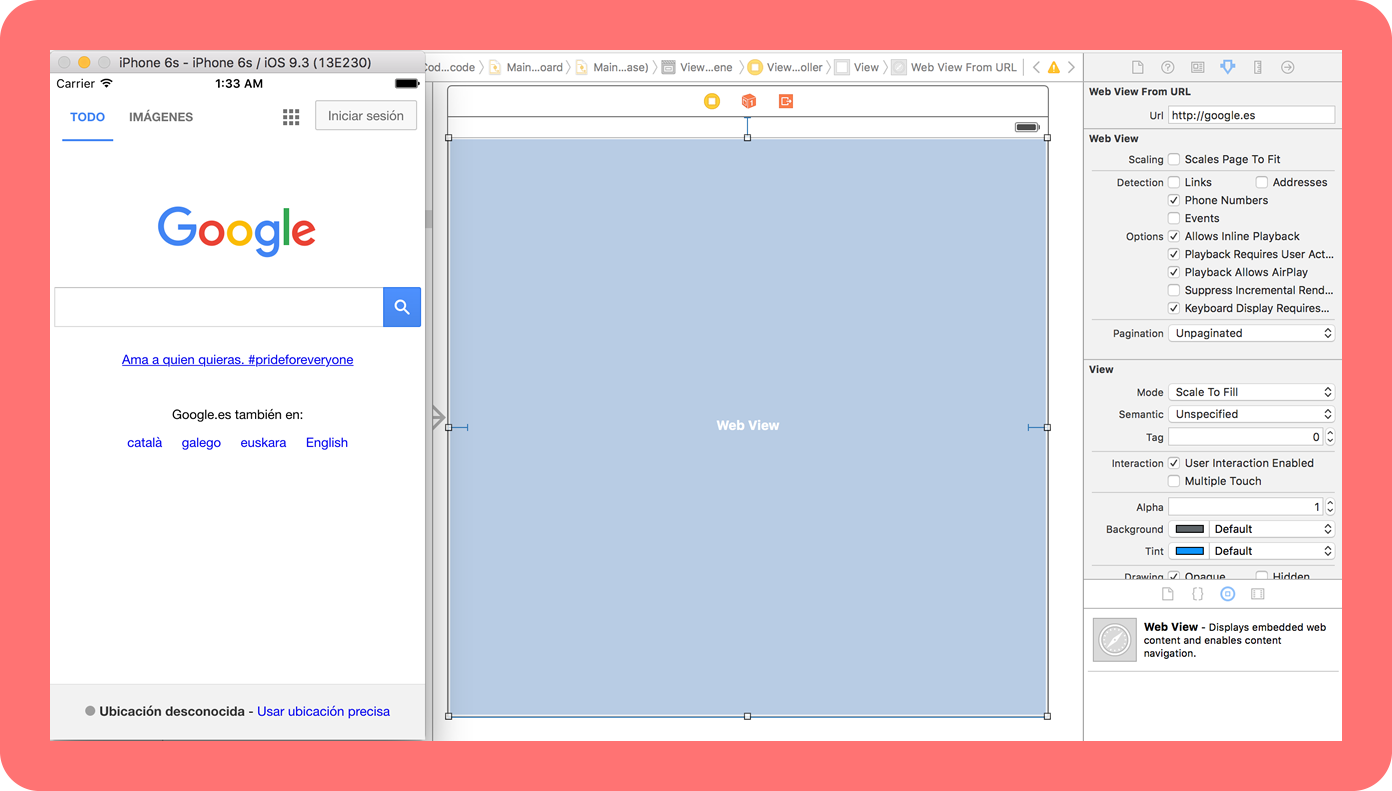 iPhone 6s - iPhone 6s / iOS 9.3 (13E230)
Carrier 1:33 AM
TODO IMÁGENES Iniciar sesión
Google
Ama a quien quieras. #prideforeveryone
Google.es también en:
català galego euskara English
Ubicación desconocida - Usar ubicación precisa
Cod...code Main...oard Main...ase) View...ene View...oller View Web View From URL
Web View
Web View From URL
Url http://google.es
Web View
Scaling Scales Page To Fit
Detection Links Addresses
Phone Numbers
Events
Options Allows Inline Playback
Playback Requires User Act...
Playback Allows AirPlay
Suppress Incremental Rend...
Keyboard Display Requires...
Pagination Unpaginated
View
Mode Scale To Fill
Semantic Unspecified
Tag 0
Interaction User Interaction Enabled
Multiple Touch
Alpha 1
Background Default
Tint Default
Drawing Opaque Hidden
Web View - Displays embedded web
content and enables content
navigation.